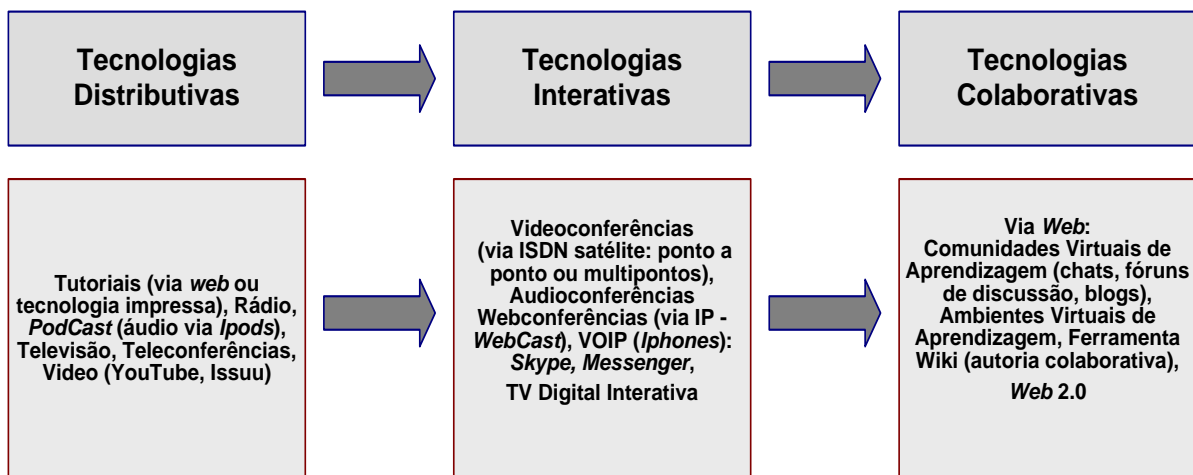 Tecnologias
Distributivas
Tecnologias
Interativas
Tecnologias
Colaborativas
Tutoriais (via web ou
tecnologia impressa), Rádio,
PodCast (áudio via Ipods),
Televisão, Teleconferências,
Video (YouTube, Issuu)
Videoconferências
(via ISDN satélite: ponto a
ponto ou multipontos),
Audioconferências
Webconferências (via IP -
WebCast), VOIP (Iphones):
Skype, Messenger,
TV Digital Interativa
Via Web:
Comunidades Virtuais de
Aprendizagem (chats, fóruns
de discussão, blogs),
Ambientes Virtuais de
Aprendizagem, Ferramenta
Wiki (autoria colaborativa),
Web 2.0